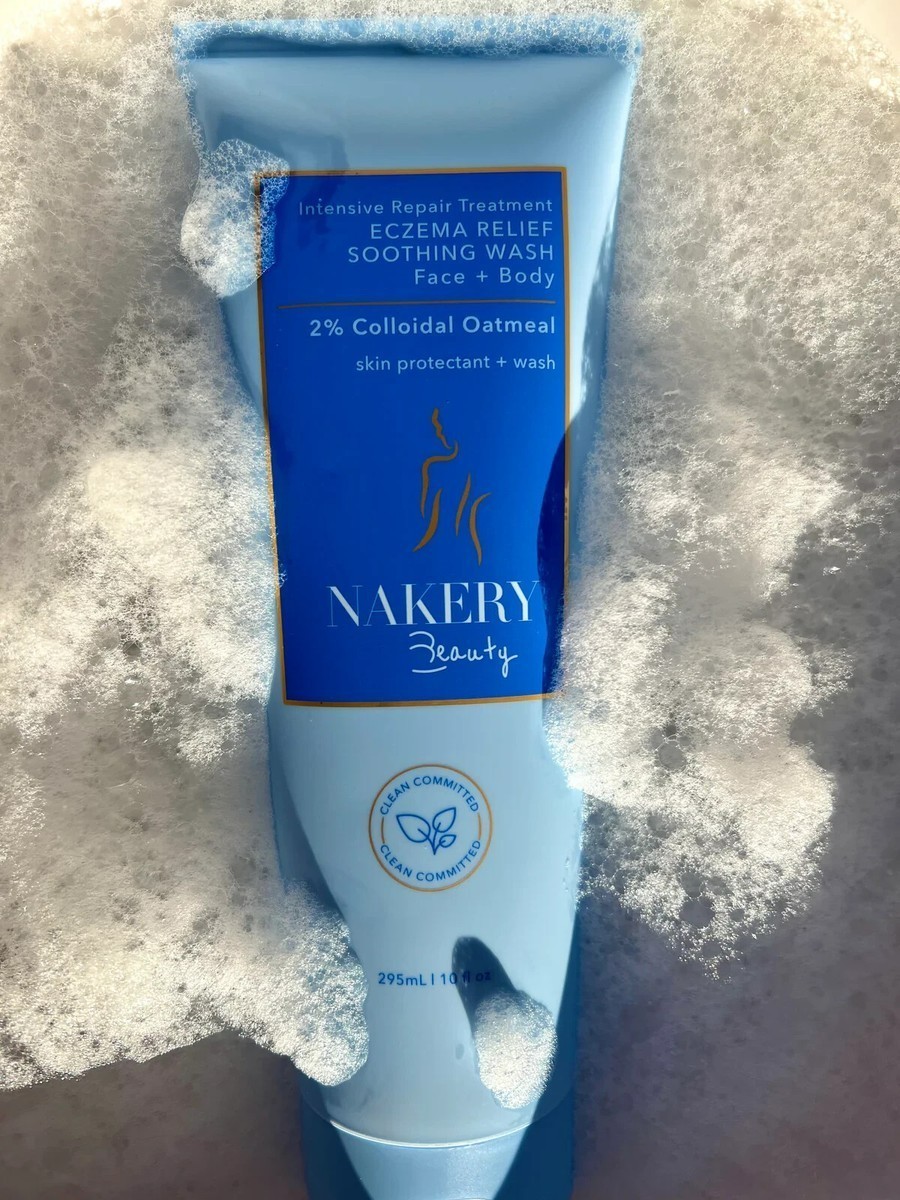 Intensive Repair Treatment
ECZEMA RELIEF
SOOTHING WASH
Face + Body
2% Colloidal Oatmeal
skin protectant + wash
NAKERY
Beauty
CLEAN COMMITTED
CLEAN COMMITTED
295mL | 10 fl oz